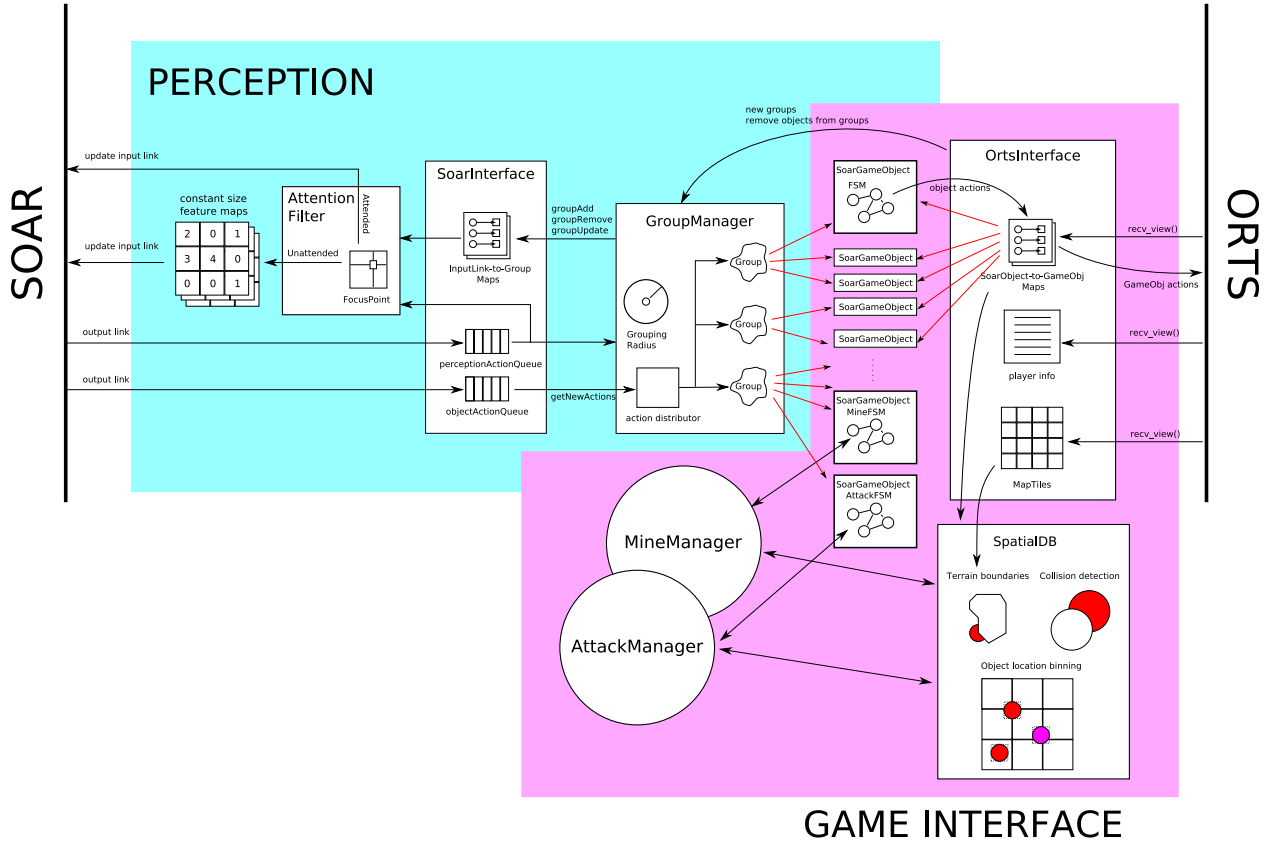 PERCEPTION
SOAR
ORTS
GAME INTERFACE
new groups
remove objects from groups
update input link
update input link
output link
output link
constant size
feature maps
2 0 1
3 4 0
0 0 1
Attention
Filter
Attended
Unattended
FocusPoint
SoarInterface
InputLink-to-Group
Maps
perceptionActionQueue
objectActionQueue
groupAdd
groupRemove
groupUpdate
getNewActions
GroupManager
Grouping
Radius
action distributor
Group
Group
Group
SoarGameObject
FSM
SoarGameObject
SoarGameObject
SoarGameObject
SoarGameObject
SoarGameObject
MineFSM
SoarGameObject
AttackFSM
object actions
OrtsInterface
SoarObject-to-GameObj
Maps
player info
MapTiles
recv_view()
GameObj actions
recv_view()
recv_view()
MineManager
AttackManager
SpatialDB
Terrain boundaries
Collision detection
Object location binning